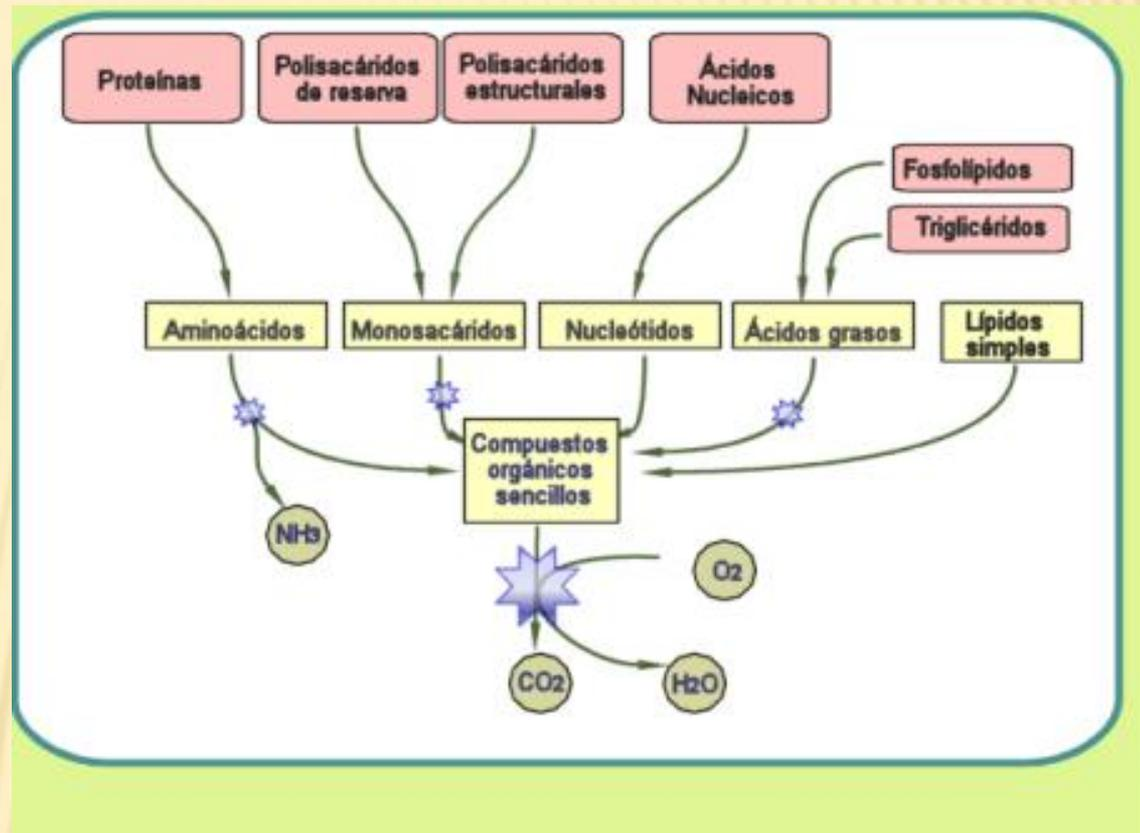 Proteínas
Polisacáridos
de reserva
Polisacáridos
estructurales
Ácidos
Nucleicos
Fosfolípidos
Triglicéridos
Aminoácidos
Monosacáridos
Nucleótidos
Ácidos grasos
Lípidos
simples
Compuestos
orgánicos
sencillos
NH3
O2
CO2
H2O